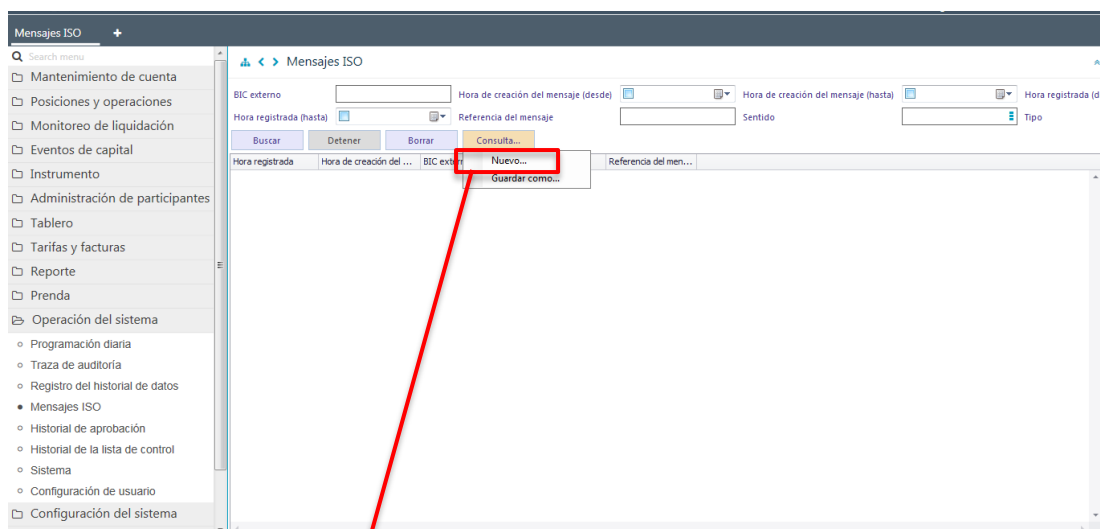 Mensajes ISO +
Search menu
Mantenimiento de cuenta
Posiciones y operaciones
Monitoreo de liquidación
Eventos de capital
Instrumento
Administración de participantes
Tablero
Tarifas y facturas
Reporte
Prenda
Operación del sistema
Programación diaria
Traza de auditoría
Registro del historial de datos
Mensajes ISO
Historial de aprobación
Historial de la lista de control
Sistema
Configuración de usuario
Configuración del sistema
Mensajes ISO
BIC externo Hora de creación del mensaje (desde) Hora de creación del mensaje (hasta) Hora registrada (d
Hora registrada (hasta) Referencia del mensaje Sentido Tipo
Buscar Detener Borrar Consulta...
Hora registrada Hora de creación del ... BIC extern Referencia del men...
Nuevo...
Guardar como...